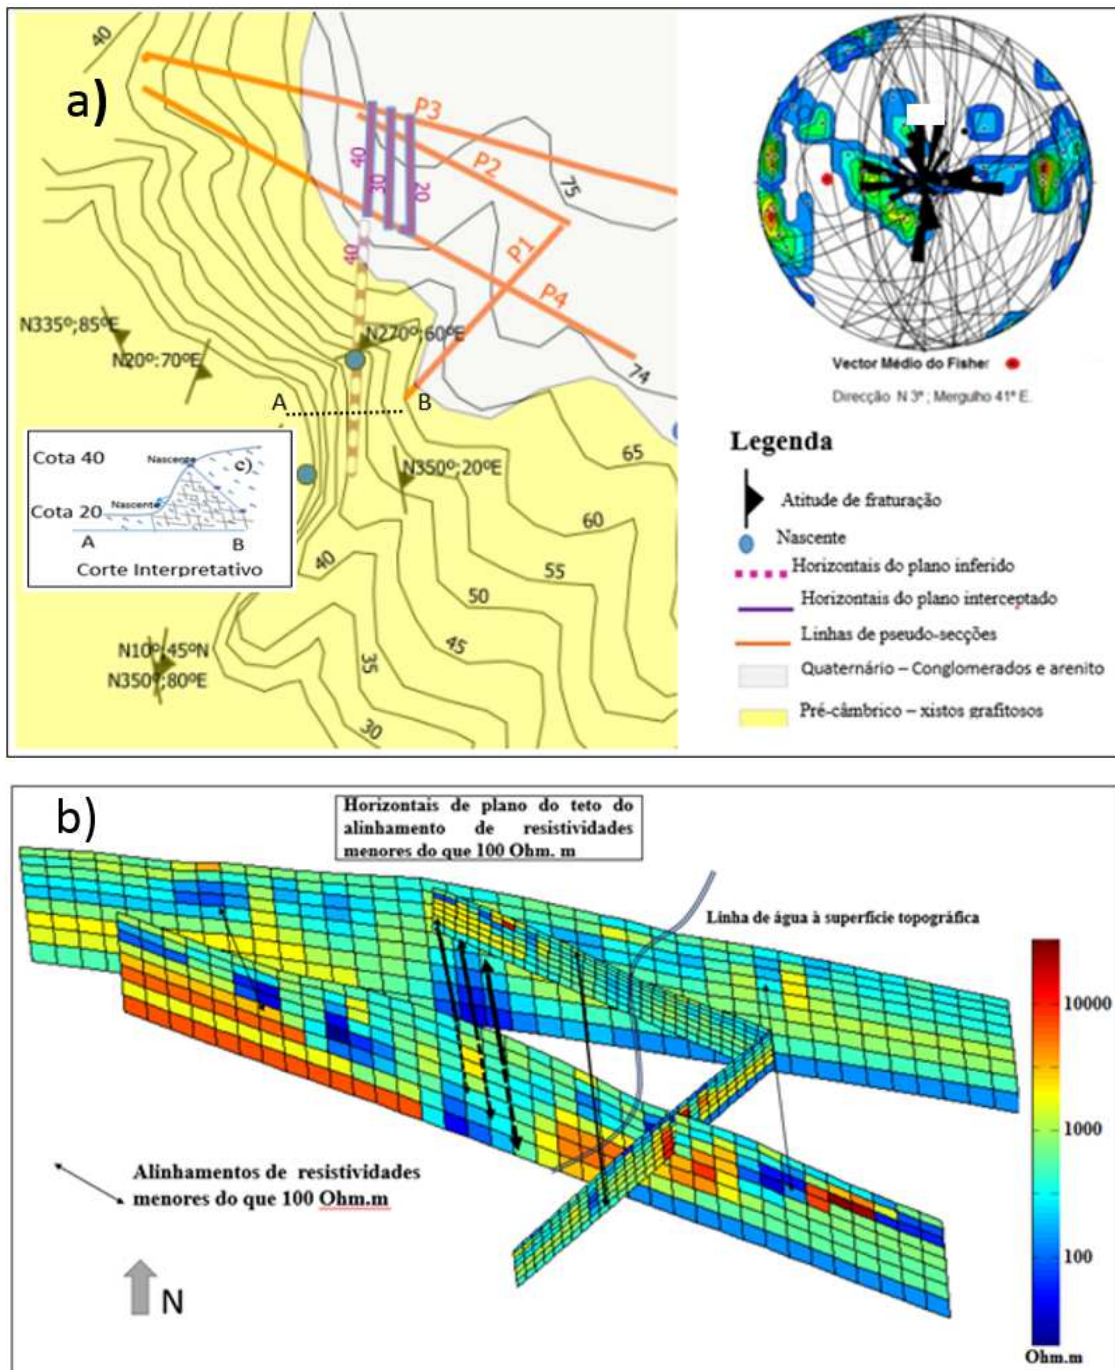 a)
40
P3
P2
P1
P4
40
30
20
40
75
74
N335º;85ºE
N20º:70ºE
N270º;60ºE
A
B
N350º;20ºE
Cota 40
Nascente
c)
Nascente
Cota 20
A
B
Corte Interpretativo
65
60
55
50
45
40
35
30
N10º;45ºN
N350º;80ºE
Vector Médio do Fisher
Direcção N 3º ; Mergulho 41º E.
Legenda
Atitude de fraturação
Nascente
Horizontais do plano inferido
Horizontais do plano interceptado
Linhas de pseudo-secções
Quaternário – Conglomerados e arenito
Pré-câmbrico – xistos grafitosos
b)
Horizontais de plano do teto do
alinhamento de resistividades
menores do que 100 Ohm. m
Linha de água à superfície topográfica
10000
1000
100
Ohm.m
Alinhamentos de resistividades
menores do que 100 Ohm.m
N